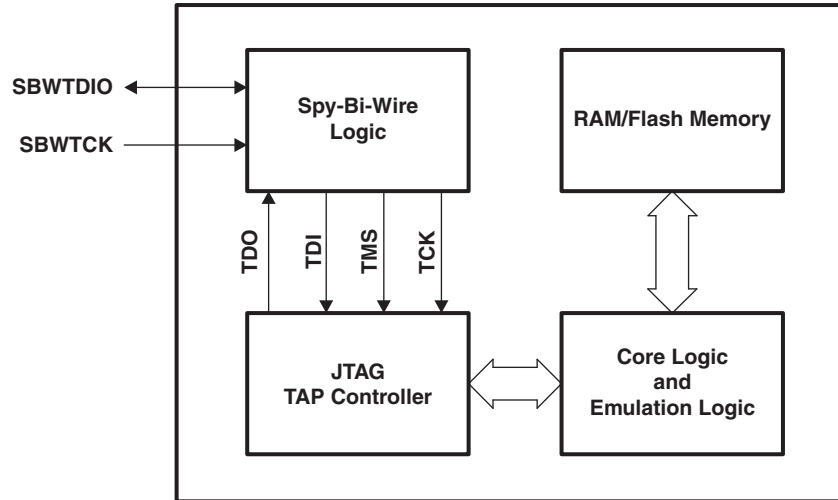 SBWTDIO
SBWTCK
Spy-Bi-Wire
Logic
RAM/Flash Memory
TDO
TDI
TMS
TCK
JTAG
TAP Controller
Core Logic
and
Emulation Logic